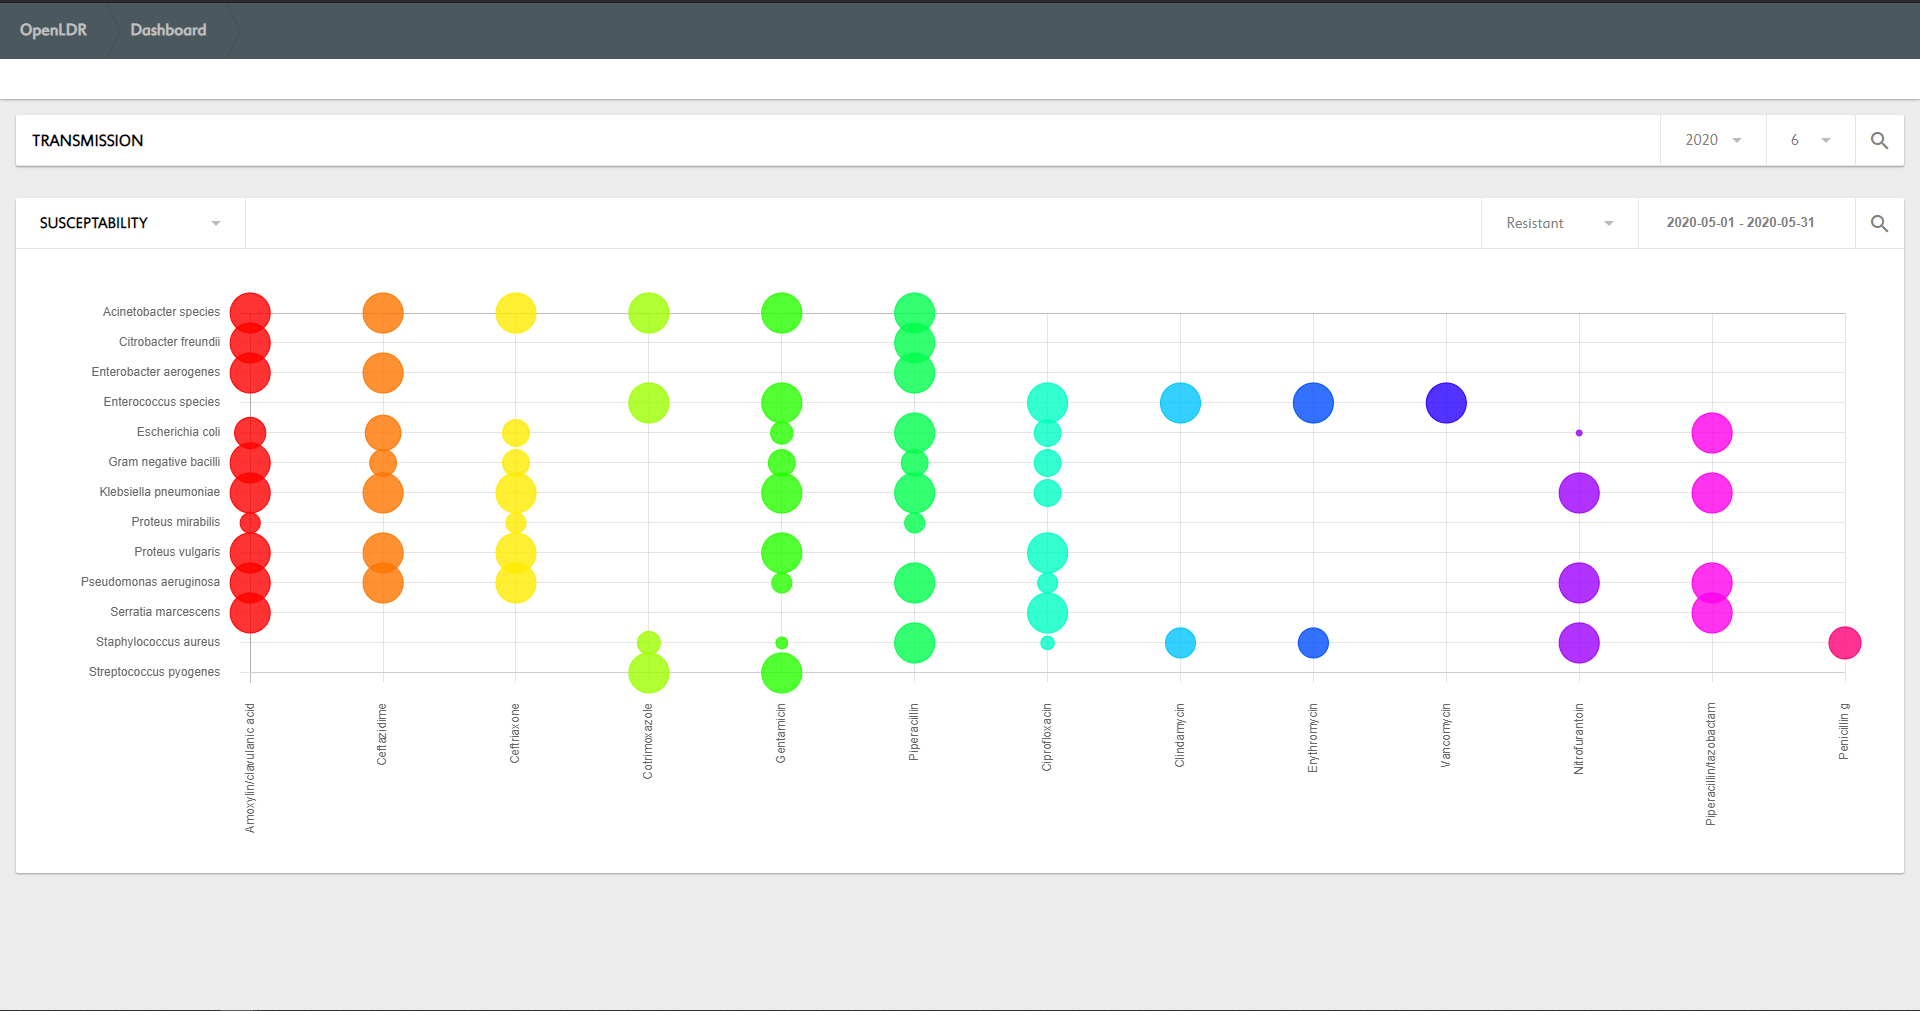 OpenLDR Dashboard
TRANSMISSION 2020 6
SUSCEPTABILITY Resistant 2020-05-01 - 2020-05-31
Acinetobacter species
Citrobacter freundii
Enterobacter aerogenes
Enterococcus species
Escherichia coli
Gram negative bacilli
Klebsiella pneumoniae
Proteus mirabilis
Proteus vulgaris
Pseudomonas aeruginosa
Serratia marcescens
Staphylococcus aureus
Streptococcus pyogenes
Amoxylin/clavulanic acid
Ceftazidime
Ceftriaxone
Cotrimoxazole
Gentamicin
Piperacillin
Ciprofloxacin
Clindamycin
Erythromycin
Vancomycin
Nitrofurantoin
Piperacillin/tazobactam
Penicillin g